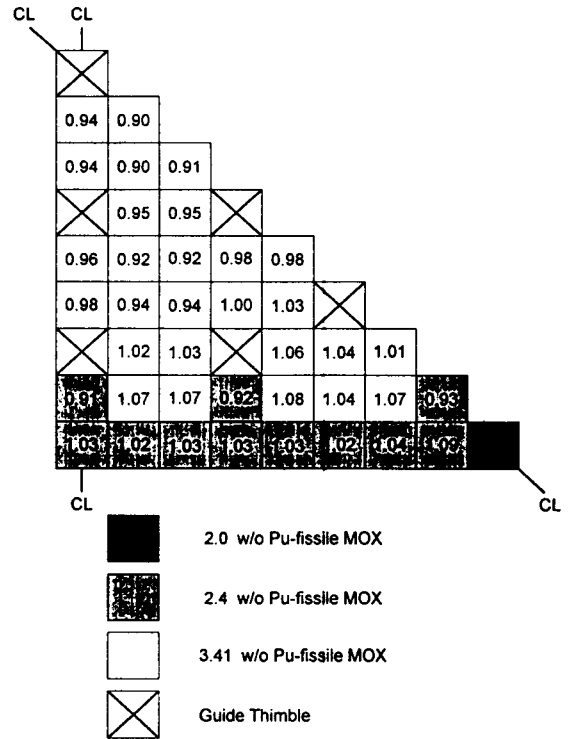 CL CL
0.94 0.90
0.94 0.90 0.91
0.95 0.95
0.96 0.92 0.92 0.98 0.98
0.98 0.94 0.94 1.00 1.03
1.02 1.03 1.06 1.04 1.01
0.91 1.07 1.07 0.92 1.08 1.04 1.07 0.93
1.03 1.02 1.03 1.03 1.03 1.02 1.04 1.09
CL CL
2.0 w/o Pu-fissile MOX
2.4 w/o Pu-fissile MOX
3.41 w/o Pu-fissile MOX
Guide Thimble